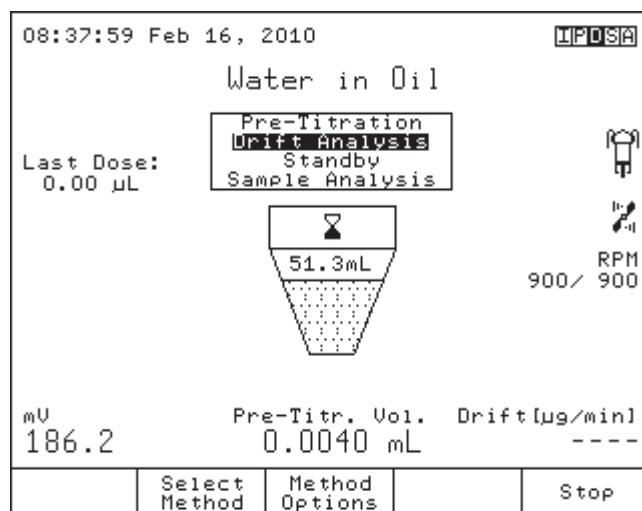 08:37:59 Feb 16, 2010 IPDSA
Water in Oil
Pre-Titration
Drift Analysis
Standby
Sample Analysis
Last Dose:
0.00 µL
51.3mL
RPM
900/ 900
mV
186.2
Pre-Titr. Vol.
0.0040 mL
Drift[µg/min]
----
Select
Method
Method
Options
Stop